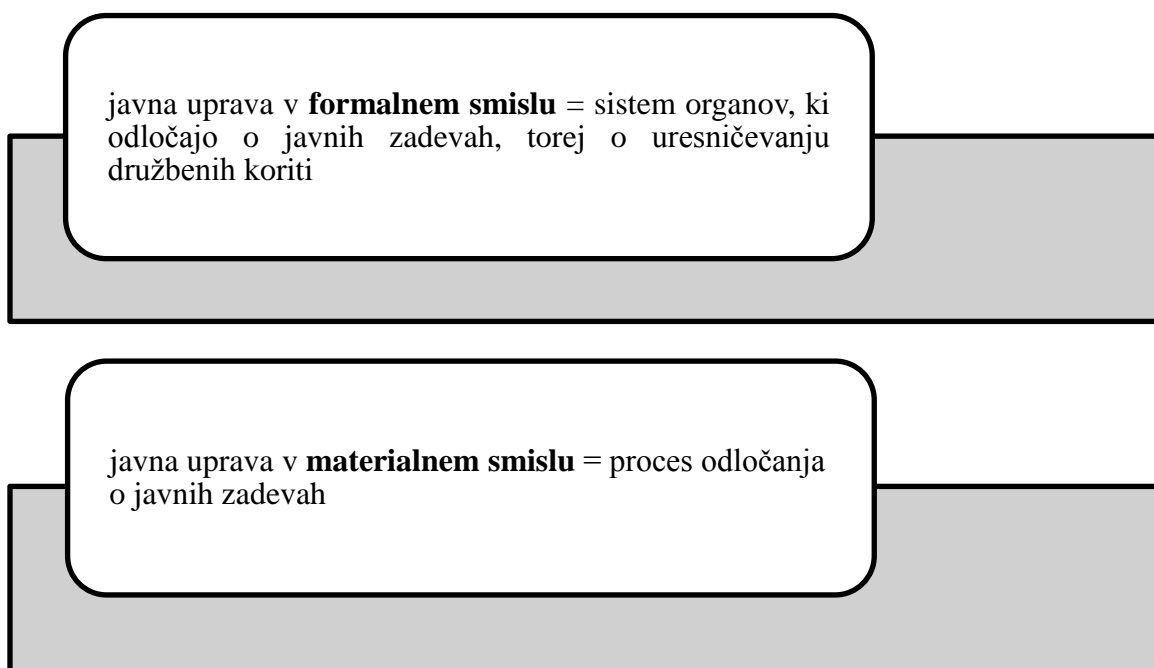 javna uprava v formalnem smislu = sistem organov, ki
odločajo o javnih zadevah, torej o uresničevanju
družbenih koriti
javna uprava v materialnem smislu = proces odločanja
o javnih zadevah